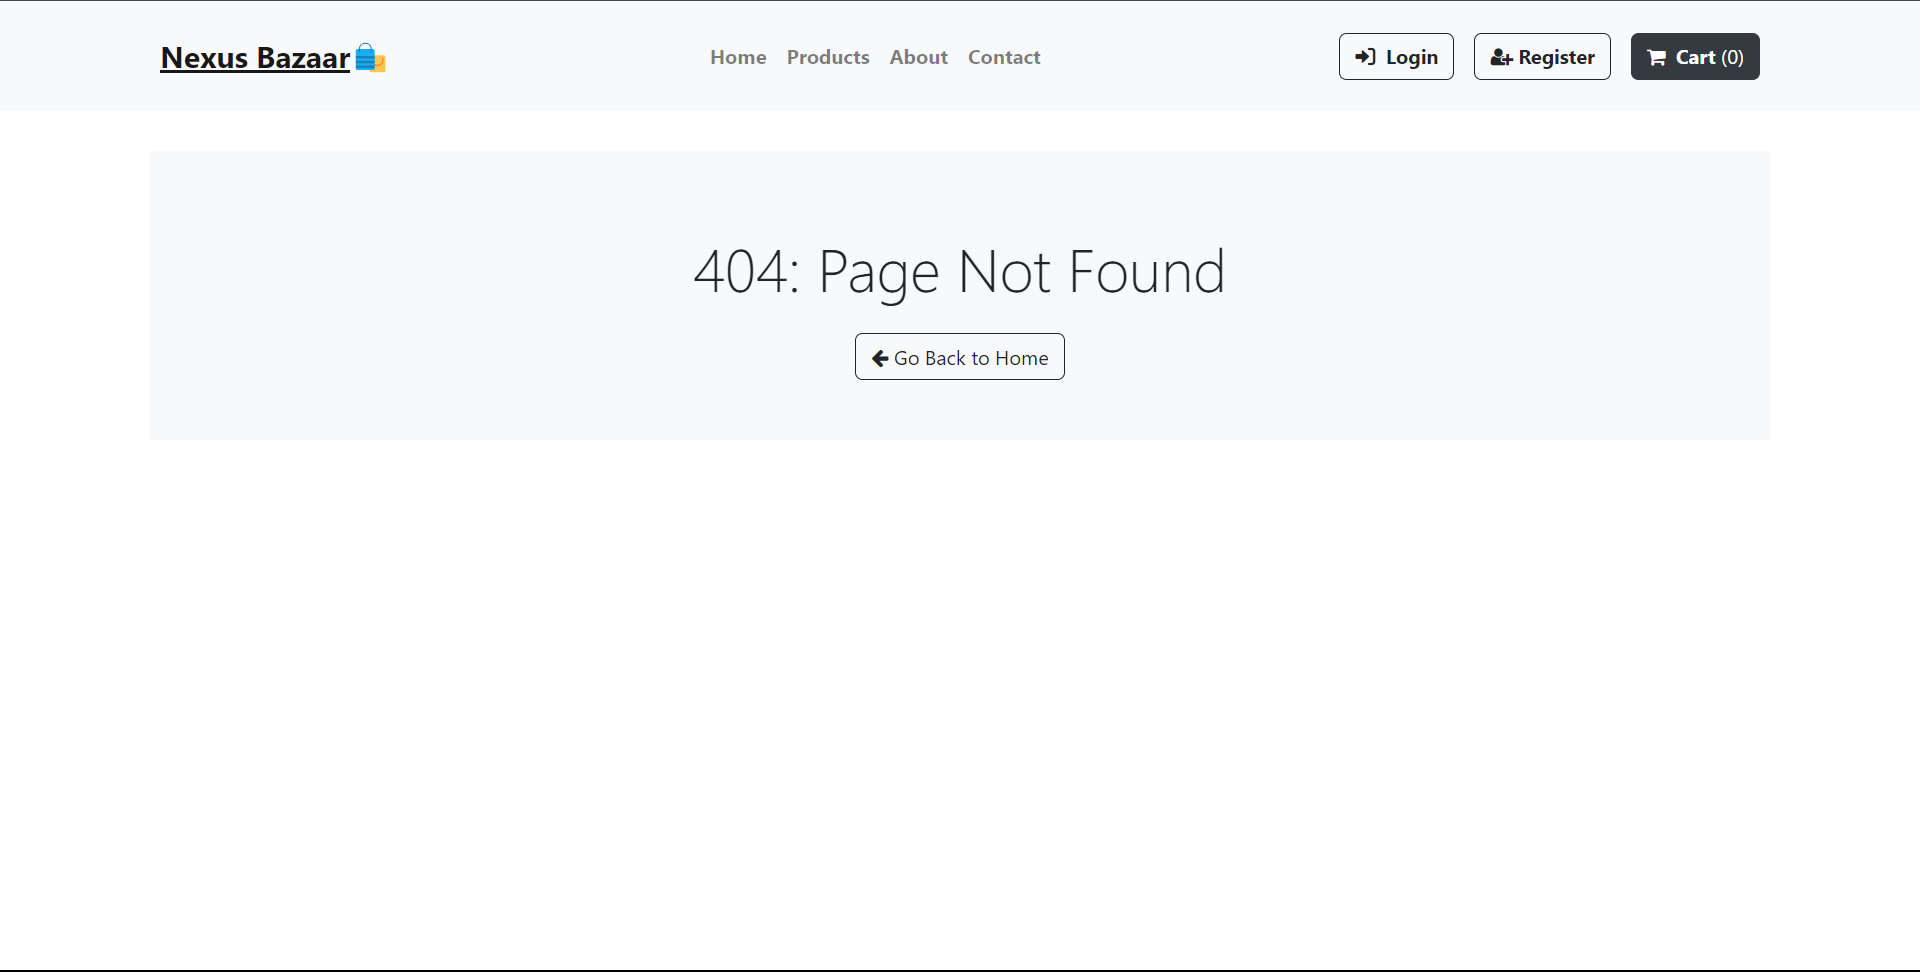 Nexus Bazaar
Home Products About Contact
Login Register Cart (0)
404: Page Not Found
Go Back to Home